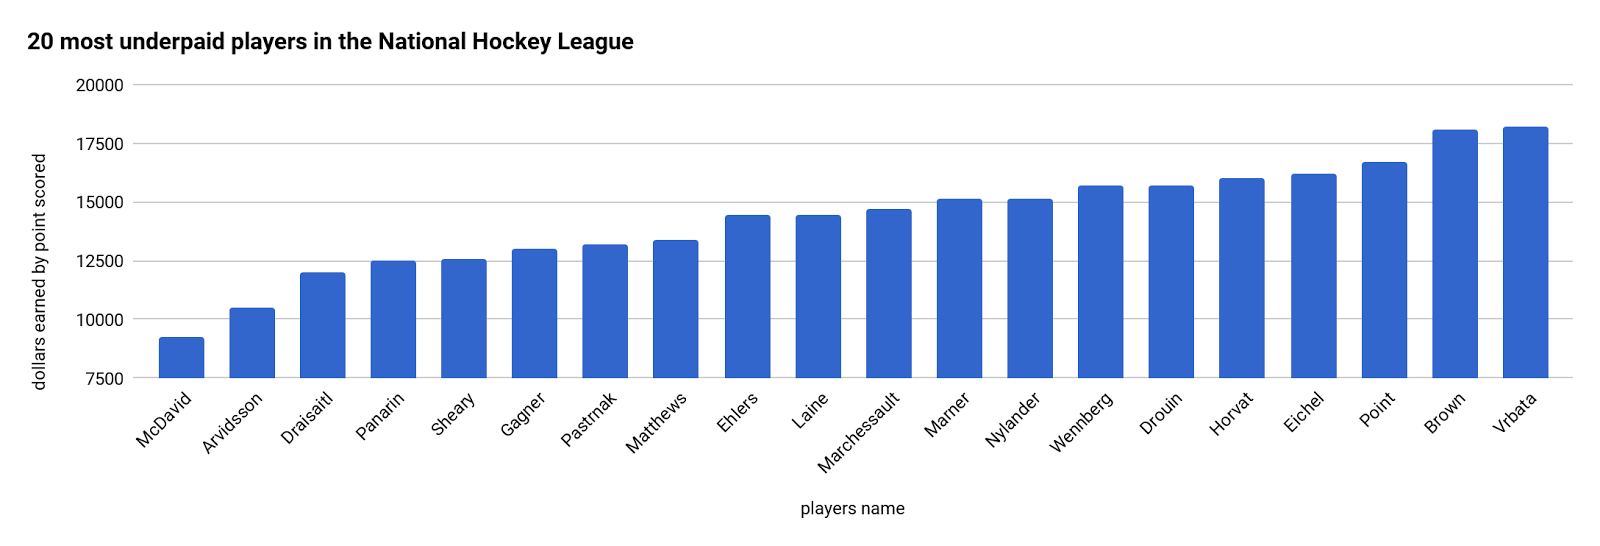 20 most underpaid players in the National Hockey League
dollars earned by point scored
20000
17500
15000
12500
10000
7500
McDavid
Arvidsson
Draisaitl
Panarin
Sheary
Gagner
Pastrnak
Matthews
Ehlers
Laine
Marchessault
Marner
Nylander
Wennberg
Drouin
Horvat
Eichel
Point
Brown
Vrbata
players name